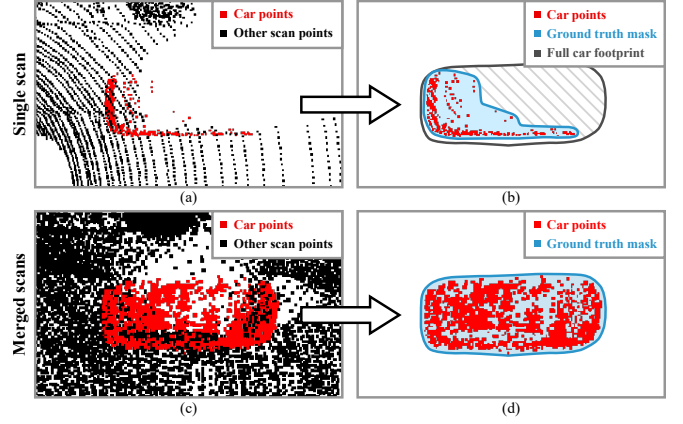 Single scan
Car points
Other scan points
(a)
Car points
Ground truth mask
Full car footprint
(b)
Merged scans
Car points
Other scan points
(c)
Car points
Ground truth mask
(d)